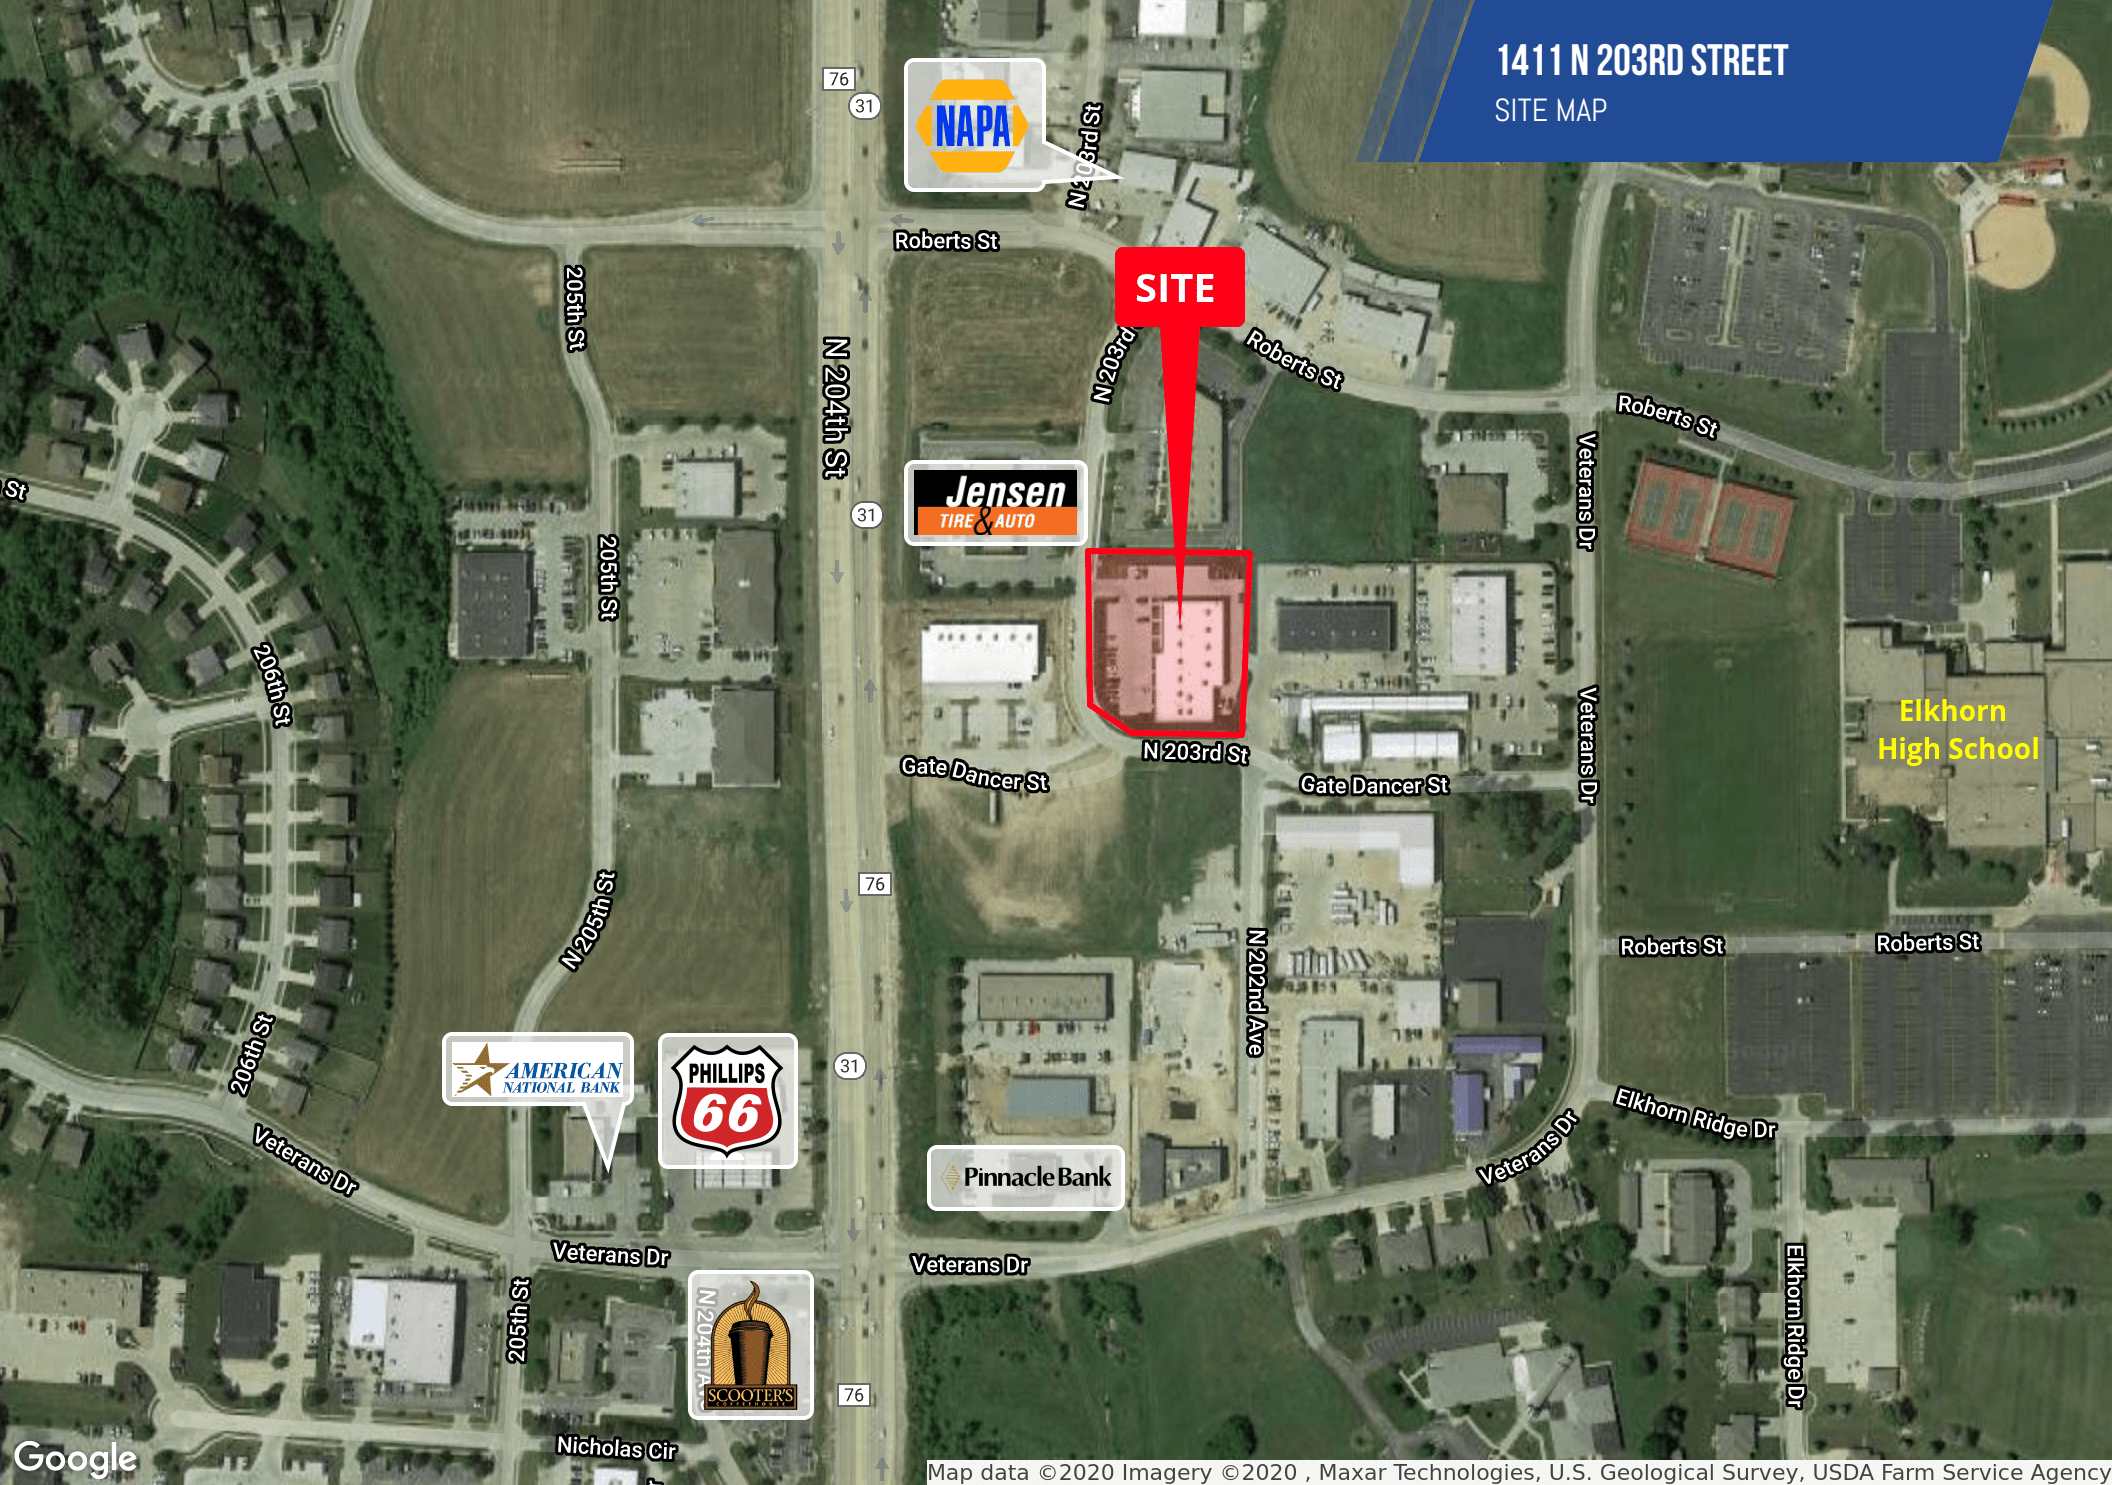 1411 N 203RD STREET
SITE MAP
76
31
NAPA
N 203rd St
Roberts St
205th St
SITE
N 203rd
Roberts St
N 204th St
Roberts St
Veterans Dr
St
Jensen
TIRE & AUTO
31
205th St
206th St
Elkhorn
High School
Veterans Dr
N 203rd St
Gate Dancer St
Gate Dancer St
76
N 205th St
N 202nd Ave
Roberts St
Roberts St
206th St
AMERICAN
NATIONAL BANK
PHILLIPS
66
31
Elkhorn Ridge Dr
Veterans Dr
Veterans Dr
Pinnacle Bank
Veterans Dr
Veterans Dr
205th St
N 204th
SCOOTER'S
COFFEEHOUSE
Elkhorn Ridge Dr
76
Nicholas Cir
Google
Map data ©2020 Imagery ©2020 , Maxar Technologies, U.S. Geological Survey, USDA Farm Service Agency